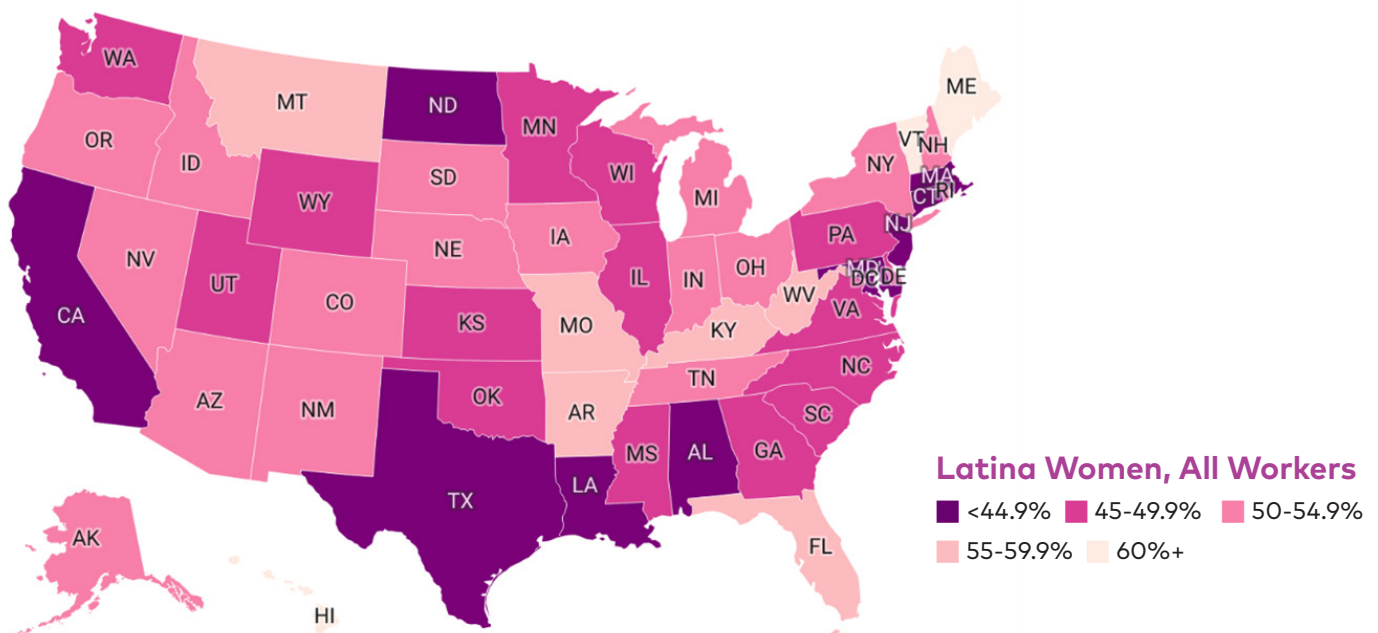 WA
MT
ND
MN
ME
VT
NH
OR
ID
SD
WI
MI
NY
MA
RI
CT
WY
NE
IA
NJ
PA
NV
UT
CO
IL
IN
OH
MD
DC
DE
WV
VA
CA
KS
MO
KY
NC
TN
AZ
NM
OK
AR
SC
MS
AL
GA
LA
TX
AK
FL
HI
Latina Women, All Workers
<44.9% 45-49.9% 50-54.9%
55-59.9% 60%+